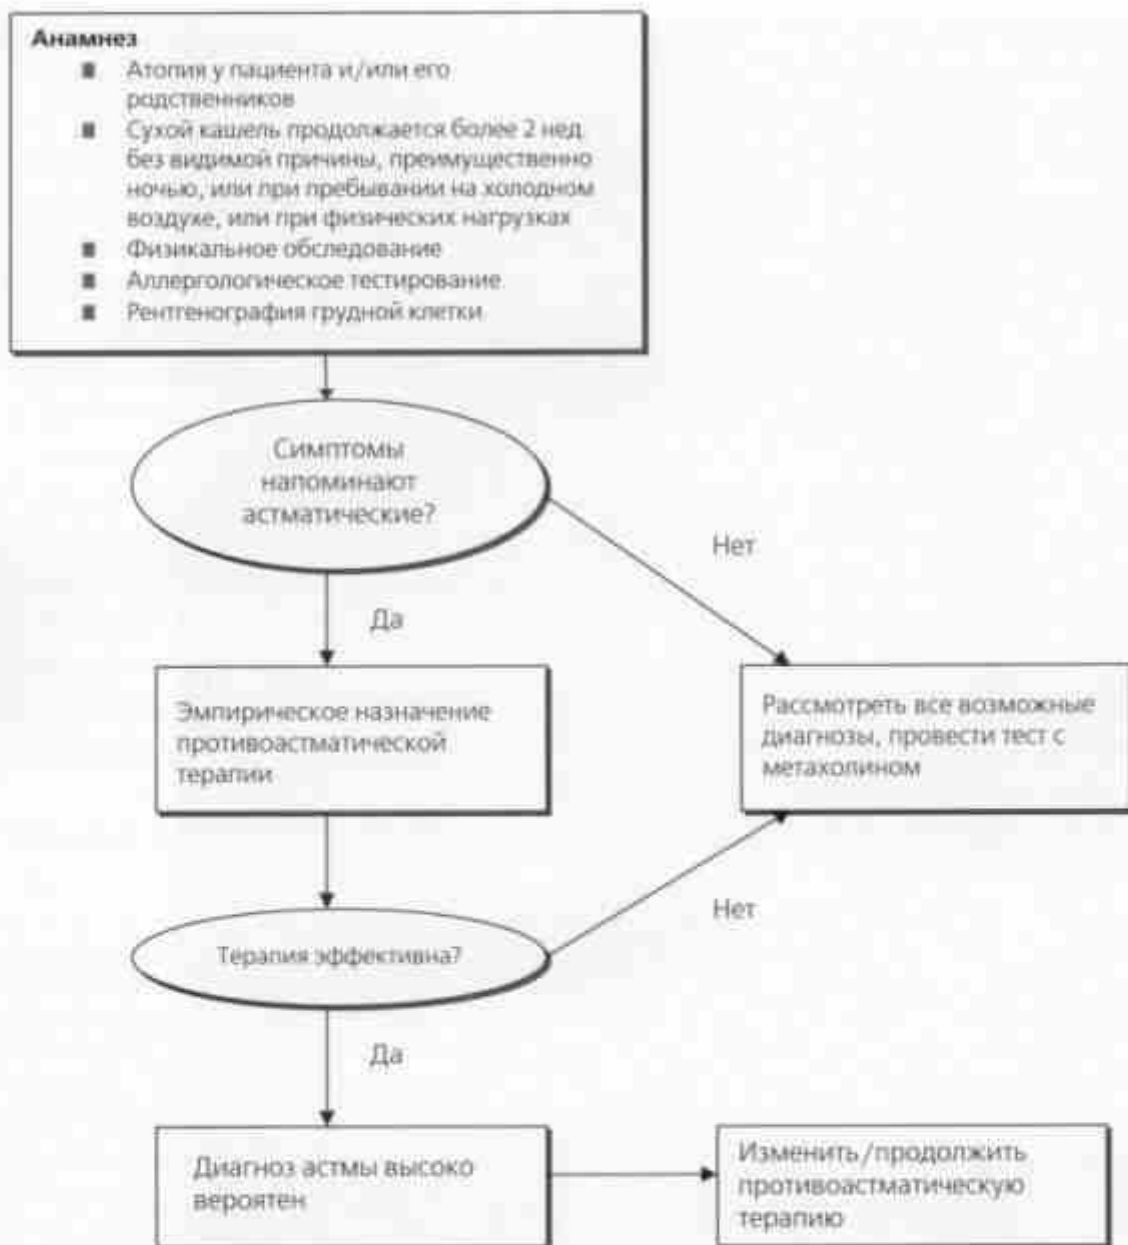 Анамнез
Атопия у пациента и/или его
родственников
Сухой кашель продолжается более 2 нед
без видимой причины, преимущественно
ночью, или при пребывании на холодном
воздухе, или при физических нагрузках
Физикальное обследование
Аллергологическое тестирование
Рентгенография грудной клетки
Симптомы
напоминают
астматические?
Нет
Да
Эмпирическое назначение
противоастматической
терапии
Рассмотреть все возможные
диагнозы, провести тест с
метахолином
Нет
Терапия эффективна?
Да
Диагноз астмы высоко
вероятен
Изменить/продолжить
противоастматическую
терапию